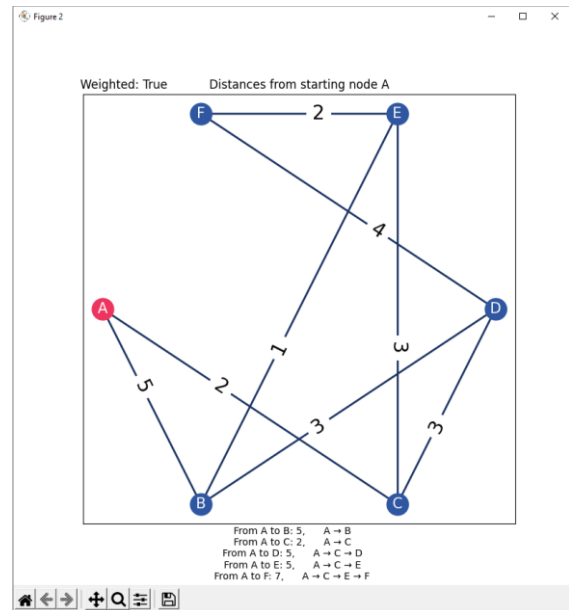 Figure 2
Weighted: True Distances from starting node A
F 2 E
4
A D
5 2 1 3
3 3
B C
From A to B: 5, A → B
From A to C: 2, A → C
From A to D: 5, A → C → D
From A to E: 5, A → C → E
From A to F: 7, A → C → E → F